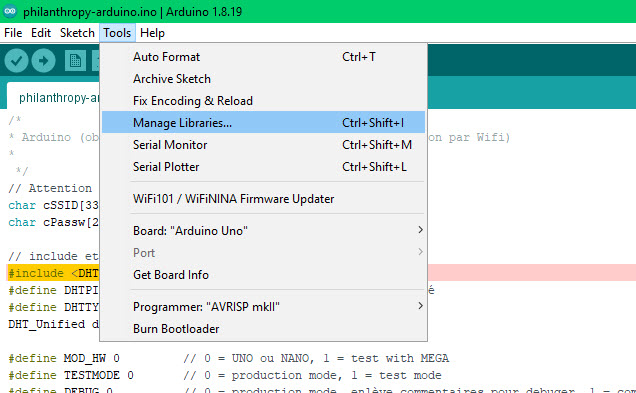 philanthropy-arduino.ino | Arduino 1.8.19
File Edit Sketch Tools Help
philanthropy-ar
Auto Format Ctrl+T
Archive Sketch
Fix Encoding & Reload
Manage Libraries... Ctrl+Shift+I
Serial Monitor Ctrl+Shift+M
Serial Plotter Ctrl+Shift+L
WiFi101 / WiFiNINA Firmware Updater
Board: "Arduino Uno"
Port
Get Board Info
Programmer: "AVRISP mkII"
Burn Bootloader
/*
* Arduino (ob on par Wifi)
*
*/
// Attention
char cSSID[33
char cPassw[2
// include et
#include <DHT
#define DHTPI é
#define DHTTY
DHT_Unified d
#define MOD_HW 0 // 0 = UNO ou NANO, 1 = test with MEGA
#define TESTMODE 0 // 0 = production mode, 1 = test mode
#define DEBUG 0 // 0 = production mode, enlève commentaires pour debuger, 1 = com